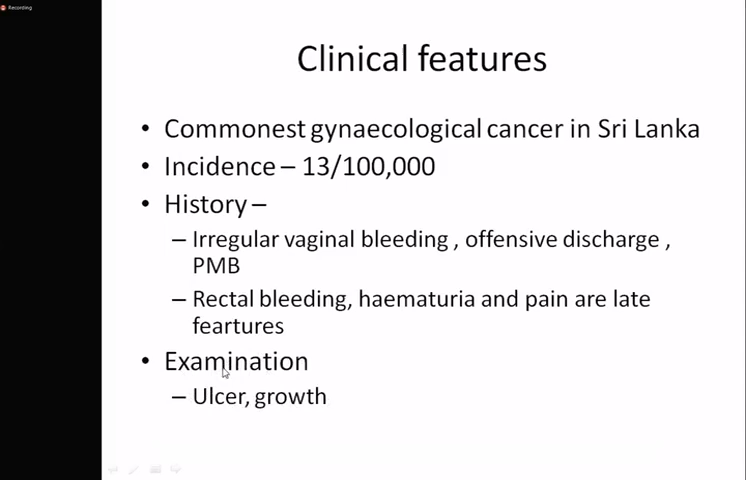 Recording
Clinical features
• Commonest gynaecological cancer in Sri Lanka
• Incidence – 13/100,000
• History –
– Irregular vaginal bleeding , offensive discharge ,
PMB
– Rectal bleeding, haematuria and pain are late
feartures
• Examination
– Ulcer, growth